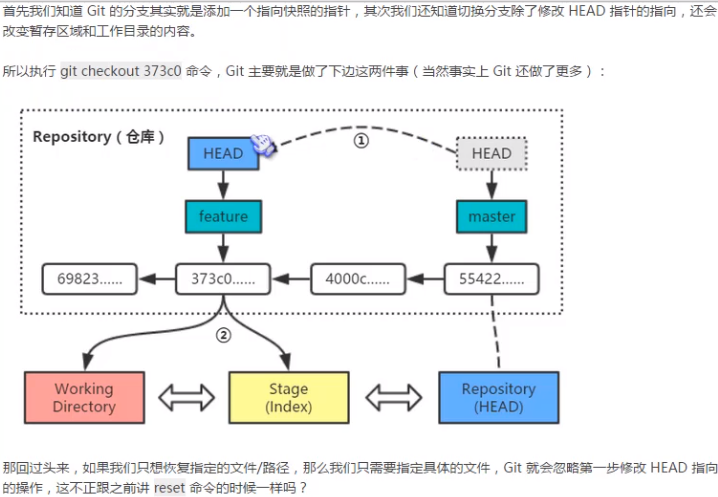 首先我们知道 Git 的分支其实就是添加一个指向快照的指针，其次我们还知道切换分支除了修改 HEAD 指针的指向，还会
改变暂存区域和工作目录的内容。
所以执行 git checkout 373c0 命令，Git 主要就是做了下边这两件事（当然事实上 Git 还做了更多）：
Repository（仓库）
①
HEAD
HEAD
feature
master
69823......
373c0......
4000c......
55422......
②
Working
Directory
Stage
(Index)
Repository
(HEAD)
那回过头来，如果我们只想恢复指定的文件/路径，那么我们只需要指定具体的文件，Git 就会忽略第一步修改 HEAD 指向
的操作，这不正跟之前讲 reset 命令的时候一样吗？